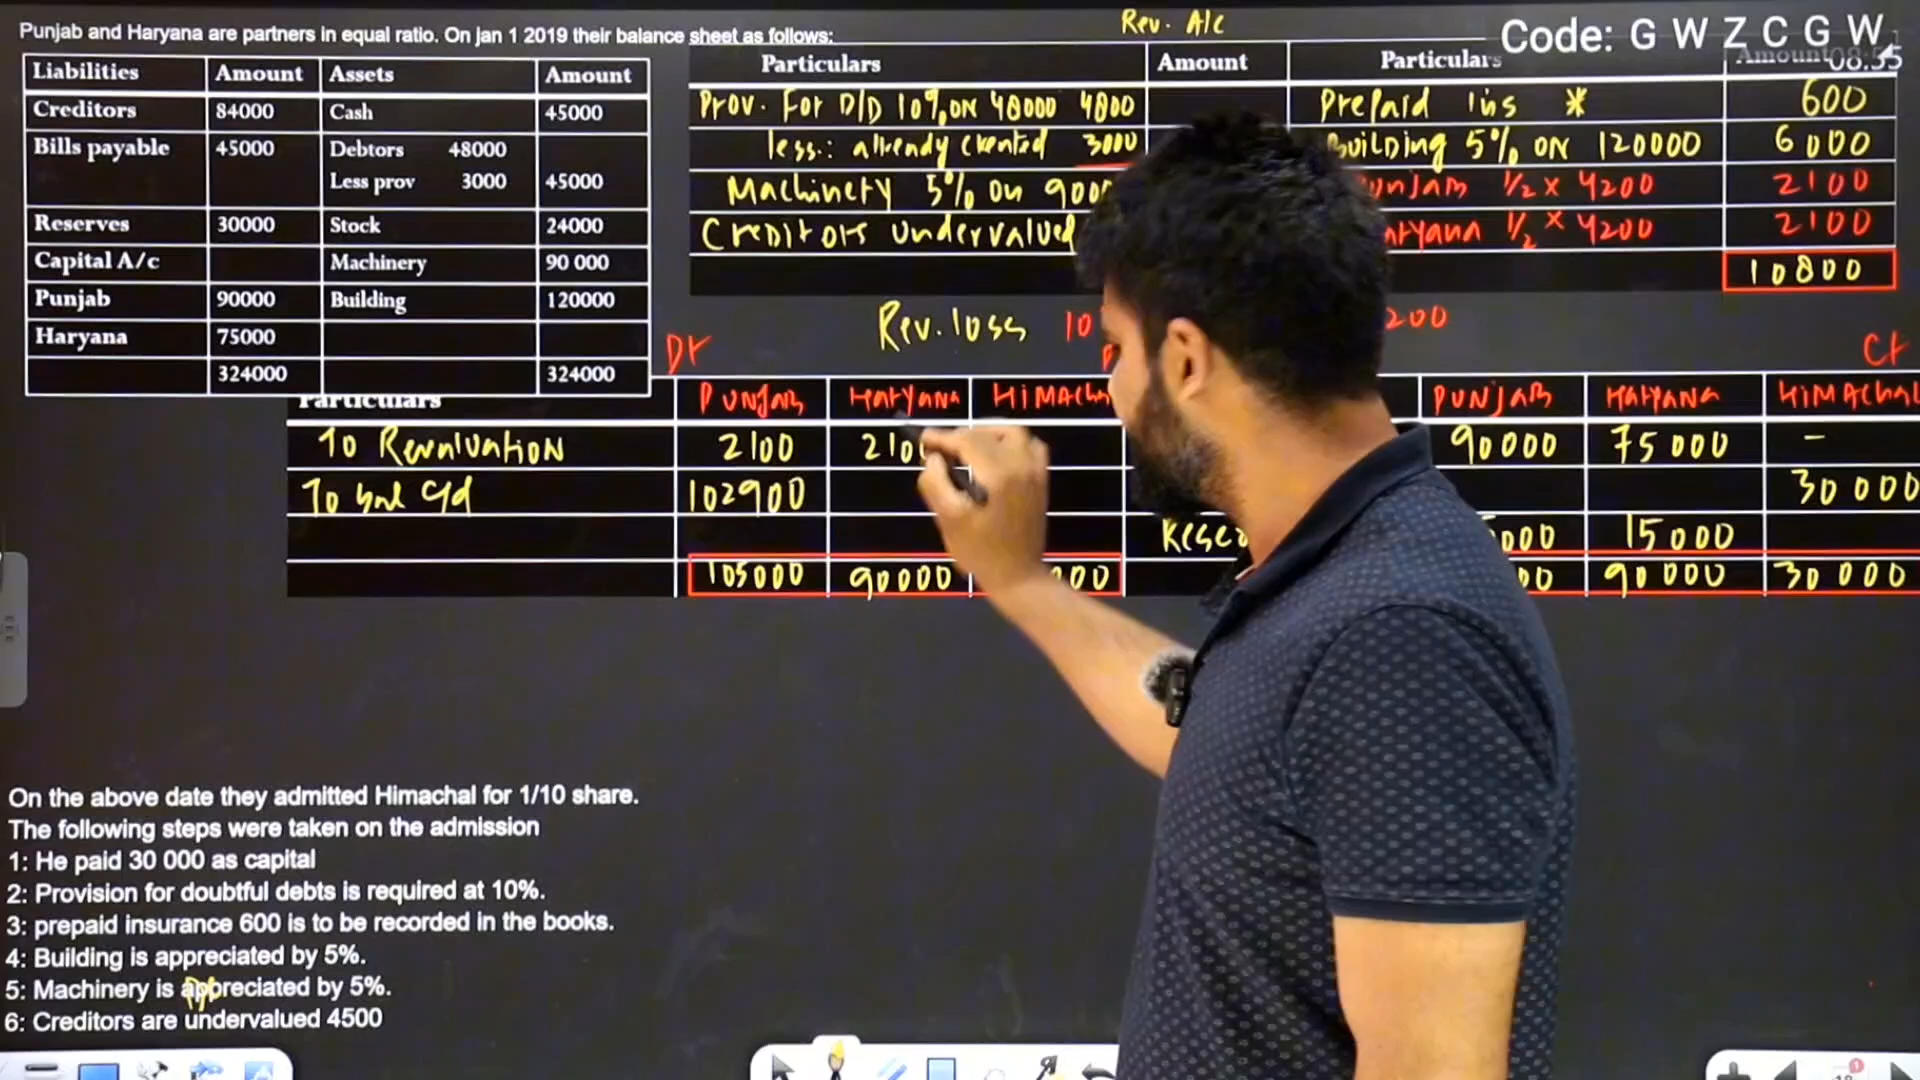 Rev. A/c
Code: G W Z C G W
08:55
Punjab and Haryana are partners in equal ratio. On jan 1 2019 their balance sheet as follows:
Liabilities Amount Assets Amount
Creditors 84000 Cash 45000
Bills payable 45000 Debtors 48000
Less prov 3000 45000
Reserves 30000 Stock 24000
Capital A/c Machinery 90 000
Punjab 90000 Building 120000
Haryana 75000
324000 324000
Particulars Amount Particulars Amount
Prov. For D/D 10% on 48000 4800 Prepaid ins * 600
less: already created 3000 Building 5% on 120000 6000
Machinery 5% on 1/2 x 4200 2100
Creditors undervalued 1/2 x 4200 2100
10800
Rev. loss
Dr Cr
Particulars Punjab Haryana Punjab Haryana Himachal
To Revaluation 2100 90000 75000 -
To bal c/d 102900 30000
15000
105000 90000 90000 30000
On the above date they admitted Himachal for 1/10 share.
The following steps were taken on the admission
1: He paid 30 000 as capital
2: Provision for doubtful debts is required at 10%.
3: prepaid insurance 600 is to be recorded in the books.
4: Building is appreciated by 5%.
5: Machinery is appreciated by 5%.
6: Creditors are undervalued 4500